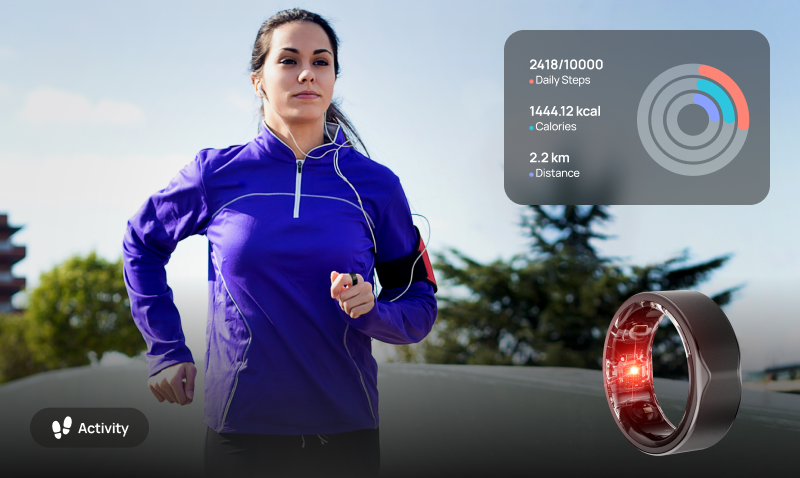 2418/10000
Daily Steps
1444.12 kcal
Calories
2.2 km
Distance
Activity